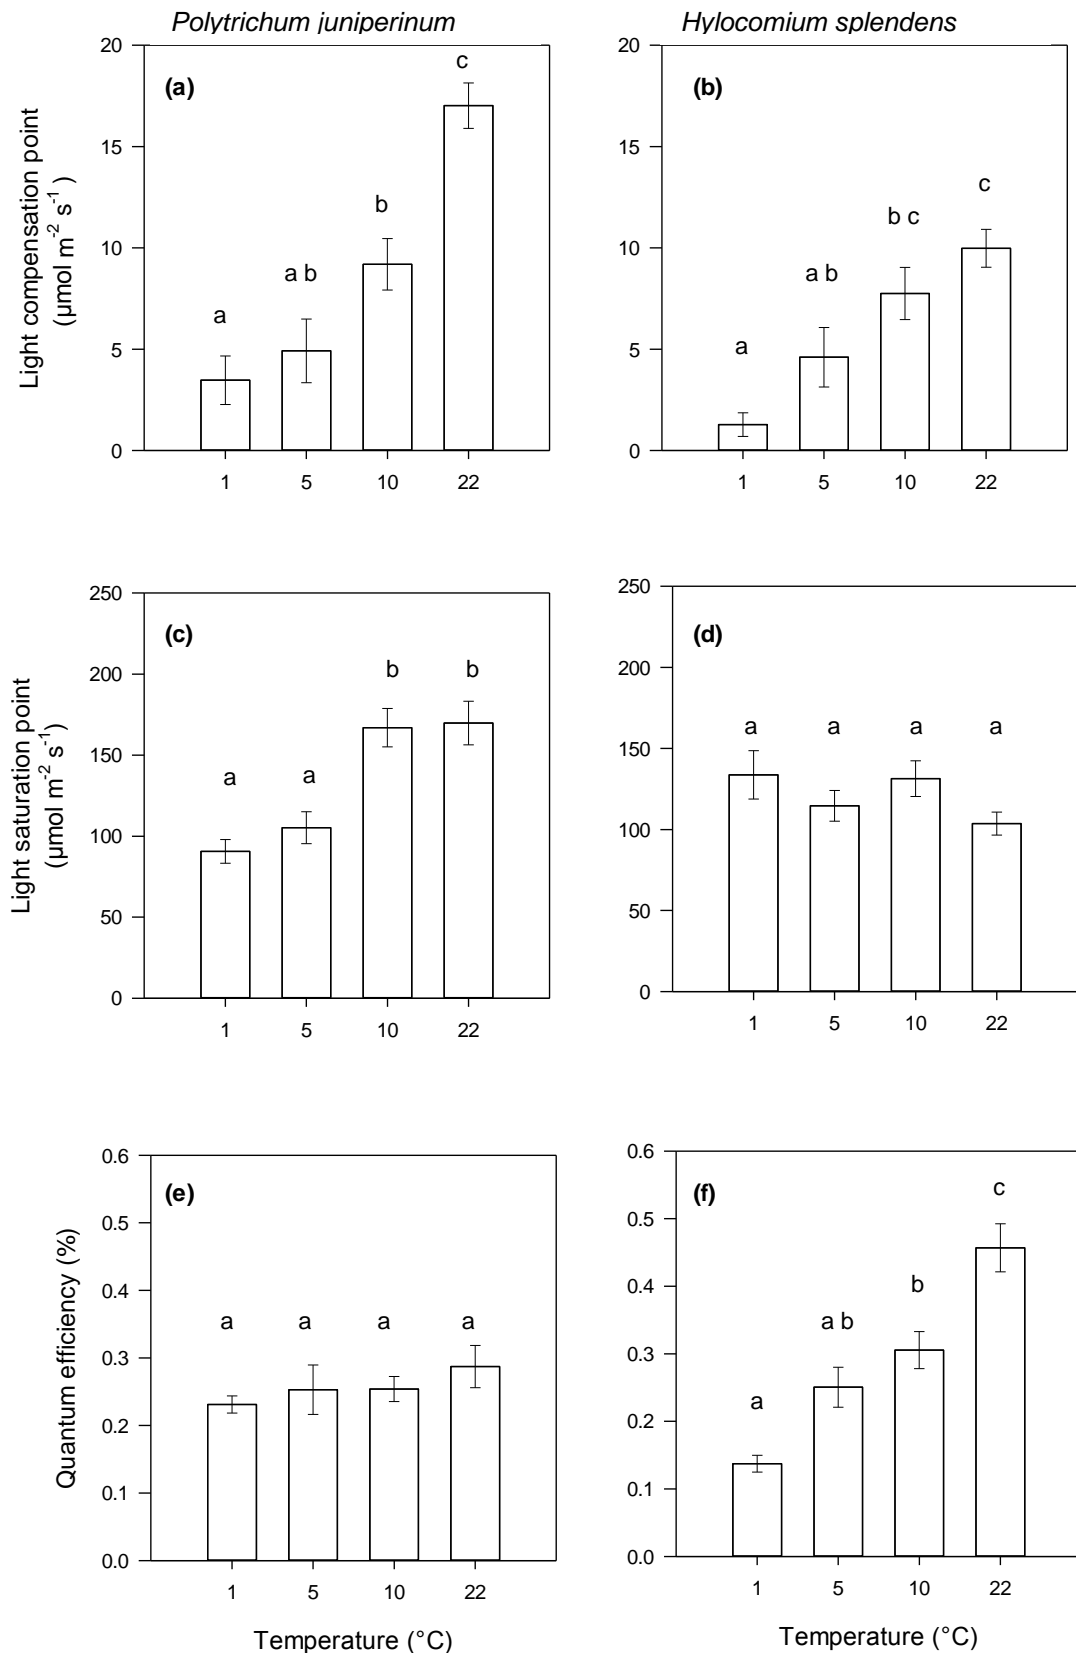 Polytrichum juniperinum
Hylocomium splendens
(a)
Light compensation point
(µmol m-2 s-1 )
20
15
10
5
0
a
a b
b
c
1 5 10 22
(b)
20
15
10
5
0
a
a b
b c
c
1 5 10 22
(c)
Light saturation point
(µmol m-2 s-1)
250
200
150
100
50
0
a a b b
1 5 10 22
(d)
250
200
150
100
50
0
a a a a
1 5 10 22
(e)
Quantum efficiency (%)
0.6
0.5
0.4
0.3
0.2
0.1
0.0
a a a a
1 5 10 22
Temperature (°C)
(f)
0.6
0.5
0.4
0.3
0.2
0.1
0.0
a
a b
b
c
1 5 10 22
Temperature (°C)